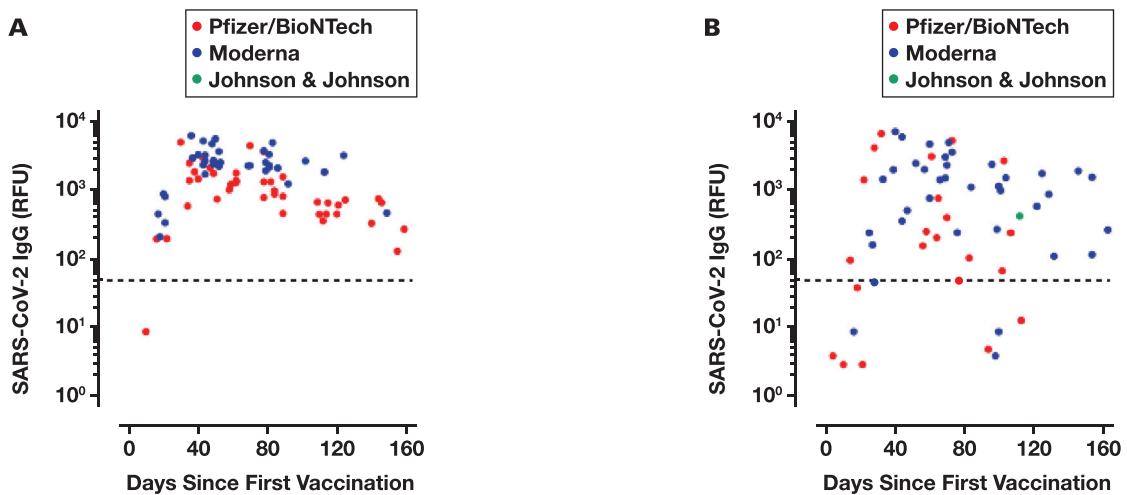 A
Pfizer/BioNTech
Moderna
Johnson & Johnson
SARS-CoV-2 IgG (RFU)
10⁴
10³
10²
10¹
10⁰
0 40 80 120 160
Days Since First Vaccination
B
Pfizer/BioNTech
Moderna
Johnson & Johnson
SARS-CoV-2 IgG (RFU)
10⁴
10³
10²
10¹
10⁰
0 40 80 120 160
Days Since First Vaccination